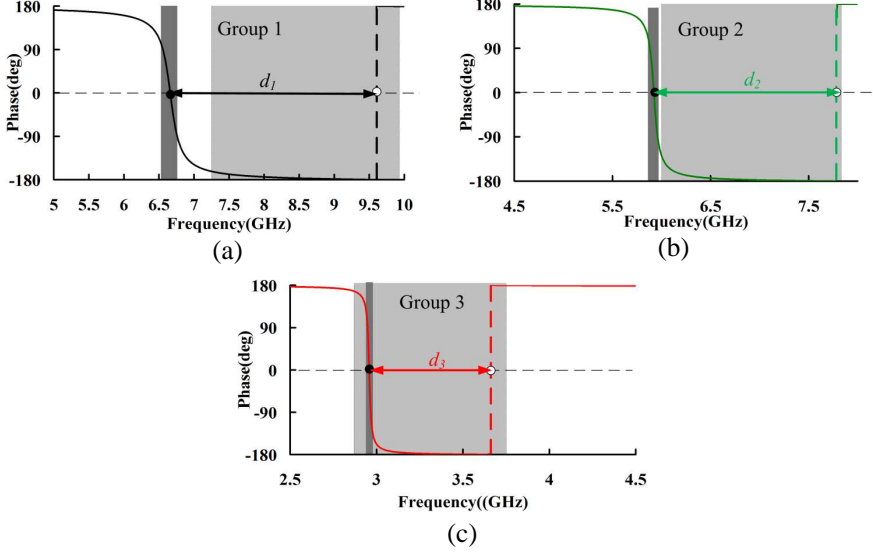 180
90
0
-90
-180
Phase(deg)
Group 1
d1
5 5.5 6 6.5 7 7.5 8 8.5 9 9.5 10
Frequency(GHz)
(a)
180
90
0
-90
-180
Phase(deg)
Group 2
d2
4.5 5.5 6.5 7.5
Frequency(GHz)
(b)
180
90
0
-90
-180
Phase(deg)
Group 3
d3
2.5 3 3.5 4 4.5
Frequency((GHz)
(c)